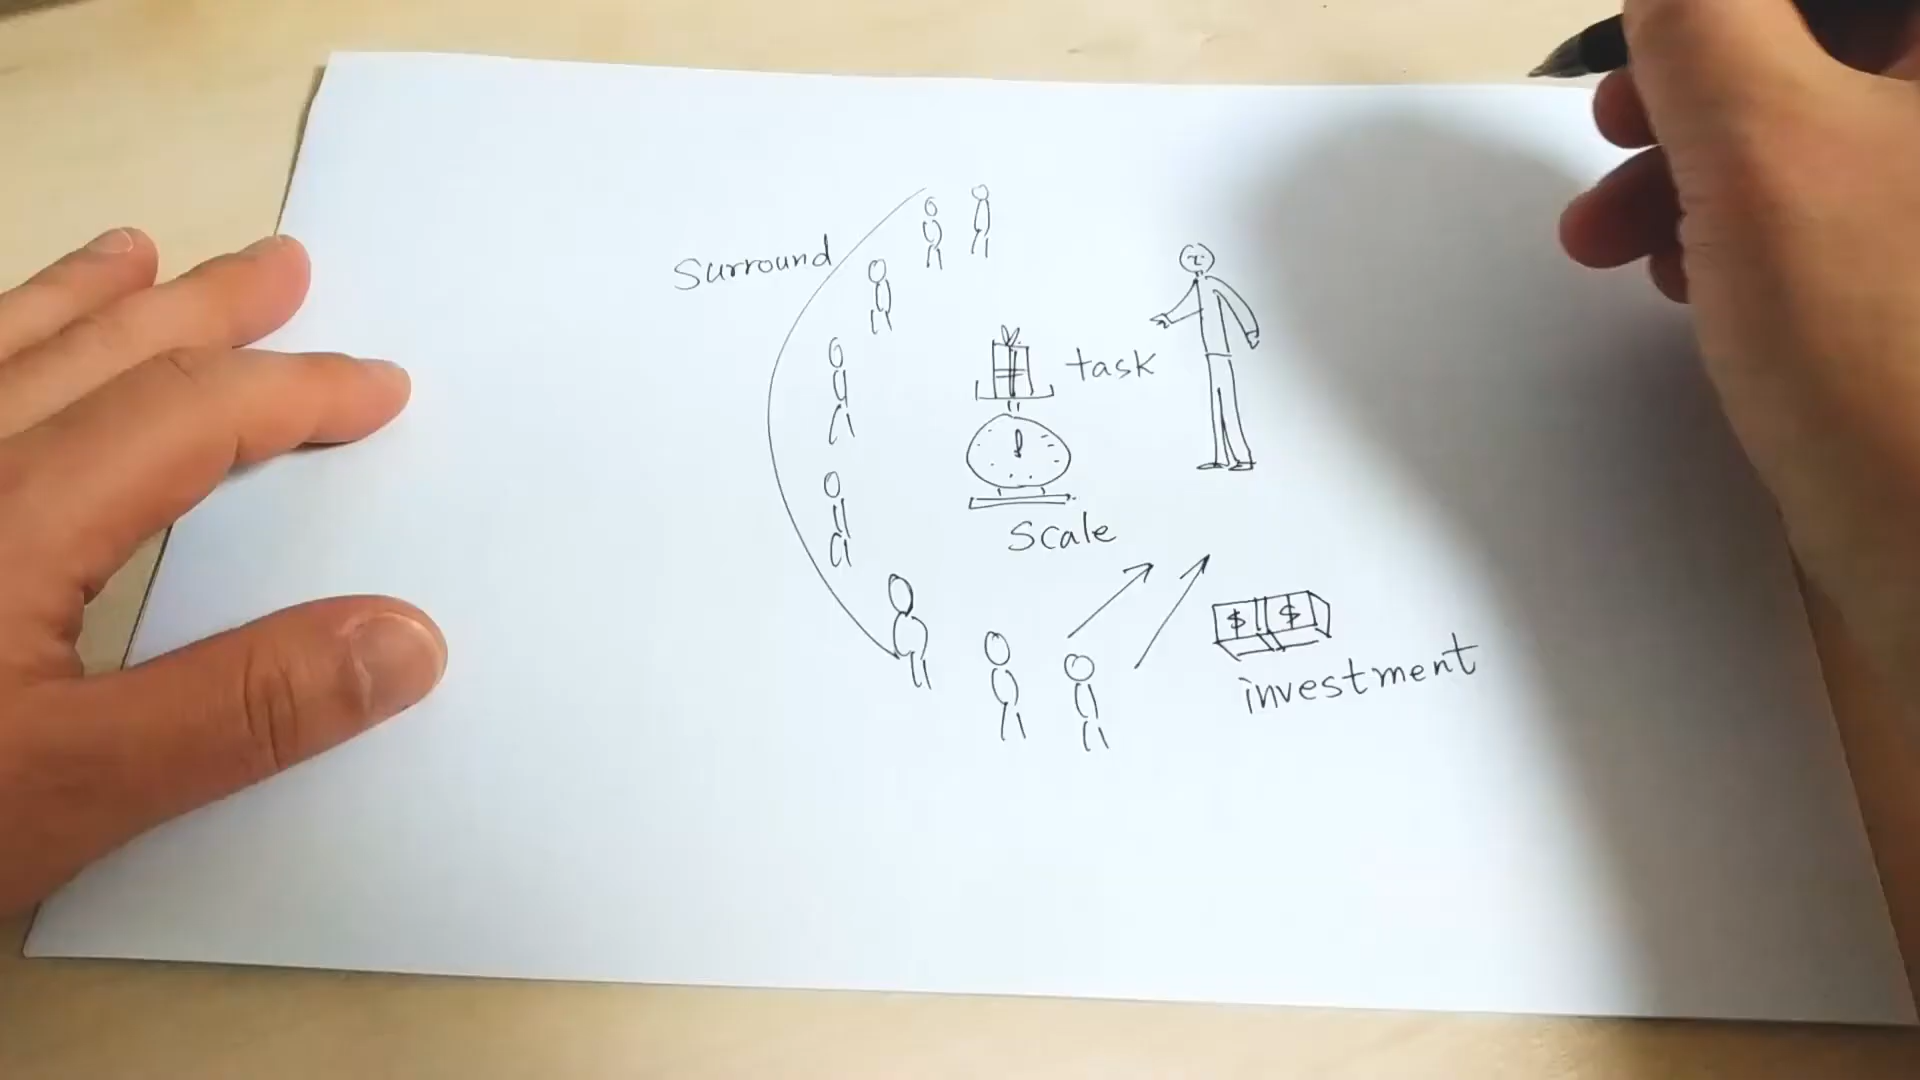 Surround
task
scale
$ $
investment